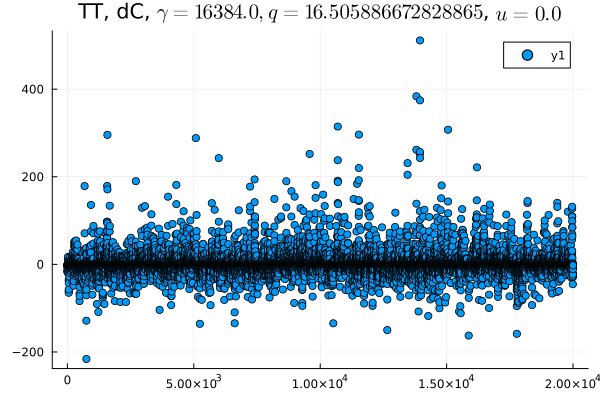 TT, dC, γ = 16384.0, q = 16.505886672828865, u = 0.0
y1
400
200
0
−200
0 5.00×10³ 1.00×10⁴ 1.50×10⁴ 2.00×10⁴